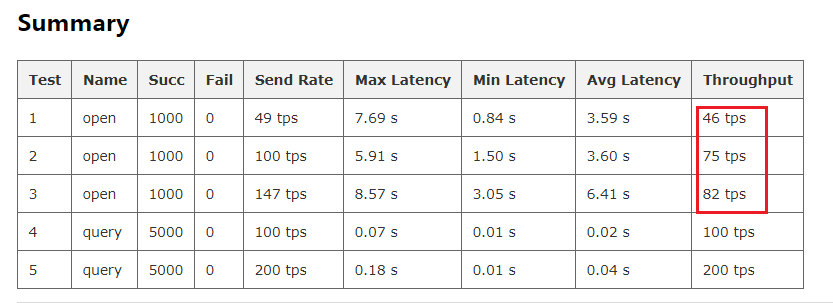 Summary
Test Name Succ Fail Send Rate Max Latency Min Latency Avg Latency Throughput
1 open 1000 0 49 tps 7.69 s 0.84 s 3.59 s 46 tps
2 open 1000 0 100 tps 5.91 s 1.50 s 3.60 s 75 tps
3 open 1000 0 147 tps 8.57 s 3.05 s 6.41 s 82 tps
4 query 5000 0 100 tps 0.07 s 0.01 s 0.02 s 100 tps
5 query 5000 0 200 tps 0.18 s 0.01 s 0.04 s 200 tps